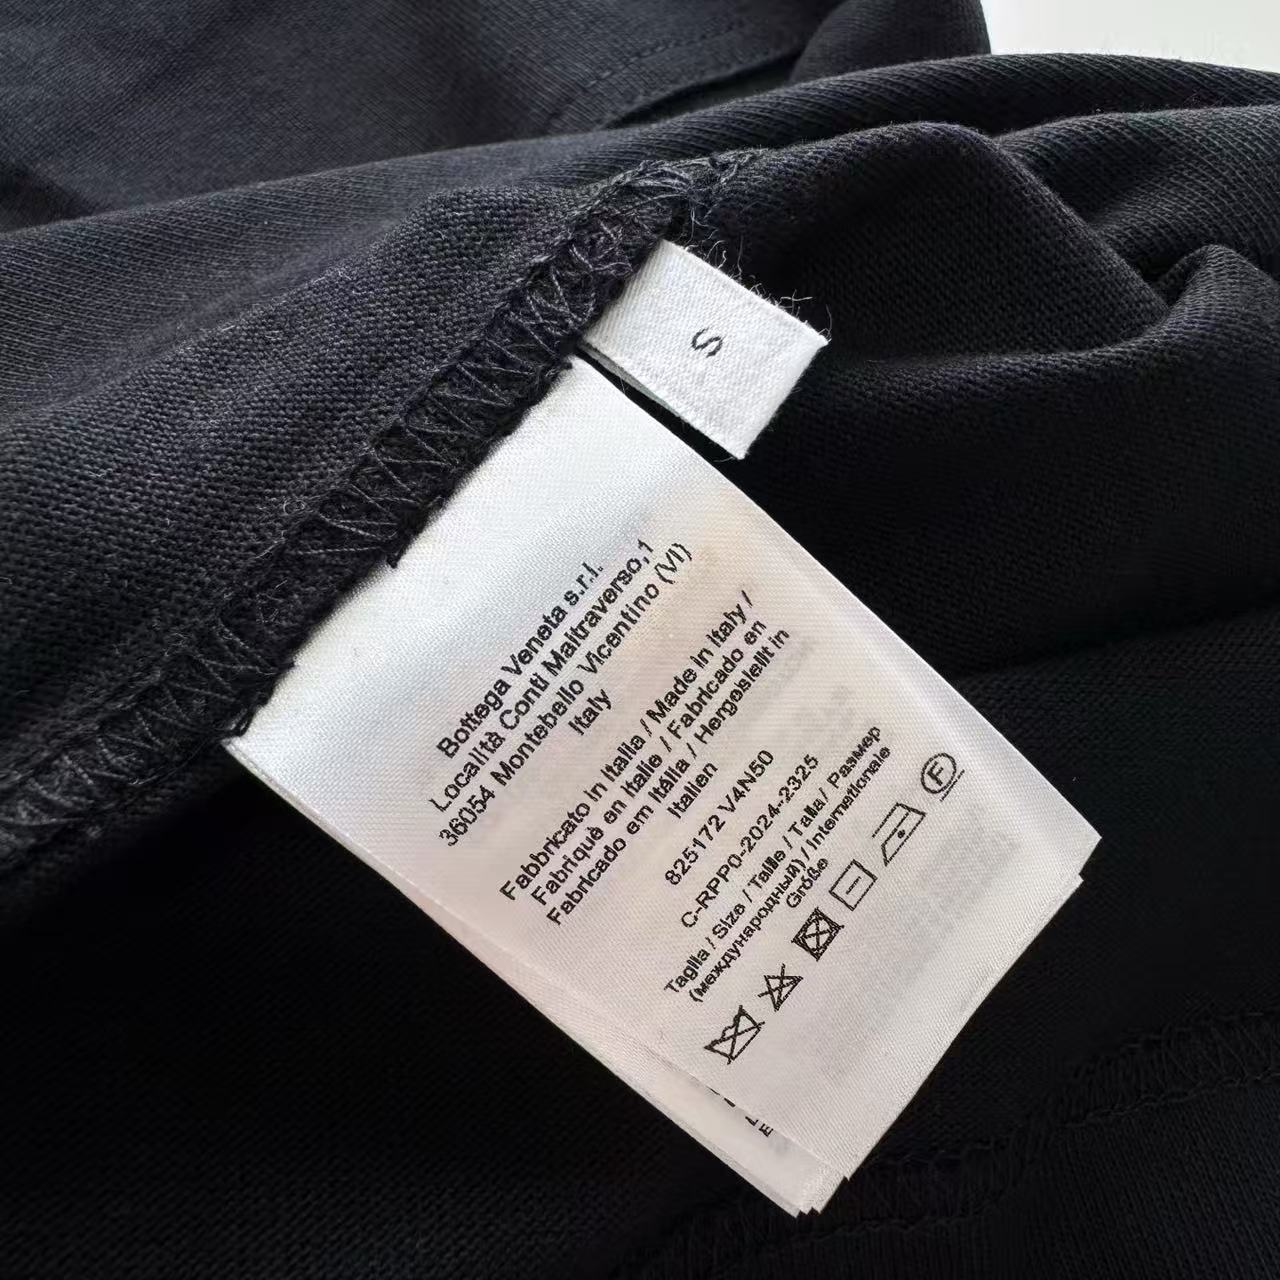 S
Bottega Veneta s.r.l.
Località Conti Maltraverso,1
36054 Montebello Vicentino (VI)
Italy
Fabbricato in Italia / Made in Italy /
Fabriqué en Italie / Fabricado en
Fabricado em Itália / Hergestellt in
Italien
825172 V4N50
C-RPP0-2024-2325
Taglia / Size / Taille / Talla / Размер
(международный) / Internationale
Größe
F